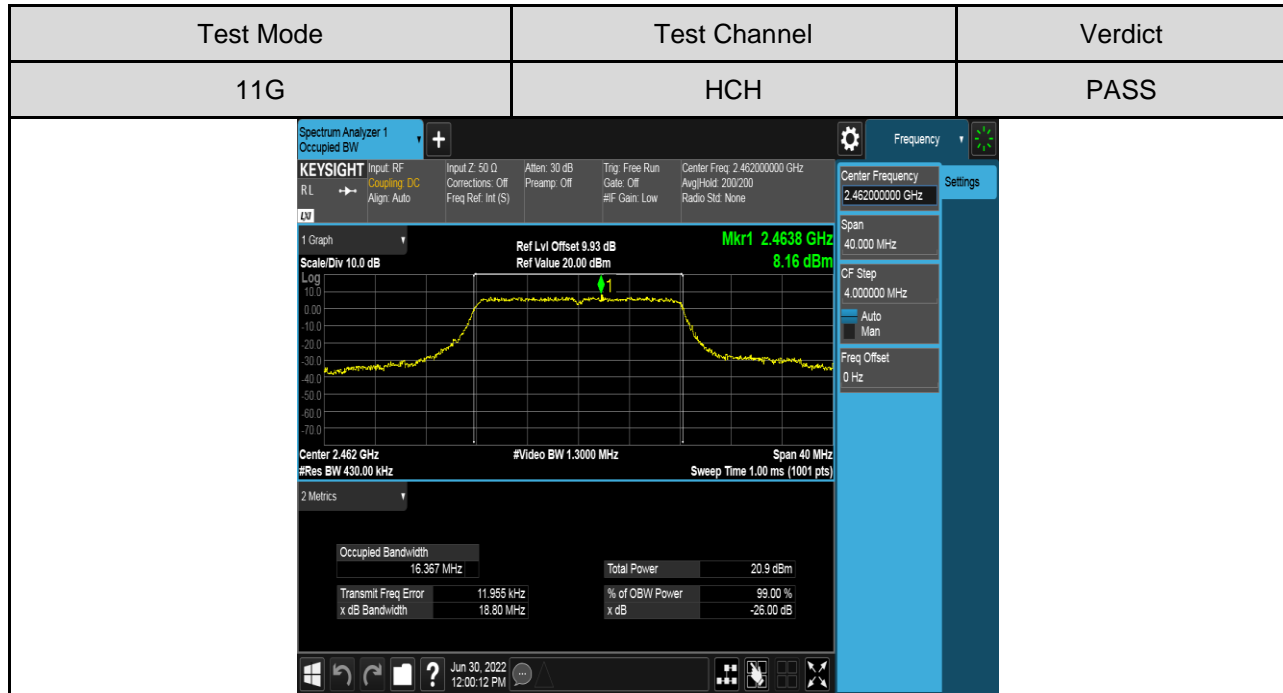 Test Mode Test Channel Verdict
11G HCH PASS
Spectrum Analyzer 1
Occupied BW
+
Frequency
KEYSIGHT Input: RF Input Z: 50 Ω Atten: 30 dB Trig: Free Run Center Freq: 2.462000000 GHz
RL Coupling: DC Corrections: Off Preamp: Off Gate: Off Avg|Hold: 200/200
Align: Auto Freq Ref: Int (S) #IF Gain: Low Radio Std: None
LXI
Center Frequency
2.462000000 GHz
Settings
Span
40.000 MHz
CF Step
4.000000 MHz
Auto
Man
Freq Offset
0 Hz
1 Graph
Ref Lvl Offset 9.93 dB Mkr1 2.4638 GHz
Scale/Div 10.0 dB Ref Value 20.00 dBm 8.16 dBm
Log
1
10.0
0.00
-10.0
-20.0
-30.0
-40.0
-50.0
-60.0
-70.0
Center 2.462 GHz #Video BW 1.3000 MHz Span 40 MHz
#Res BW 430.00 kHz Sweep Time 1.00 ms (1001 pts)
2 Metrics
Occupied Bandwidth
16.367 MHz Total Power 20.9 dBm
Transmit Freq Error 11.955 kHz % of OBW Power 99.00 %
x dB Bandwidth 18.80 MHz x dB -26.00 dB
? Jun 30, 2022
12:00:12 PM